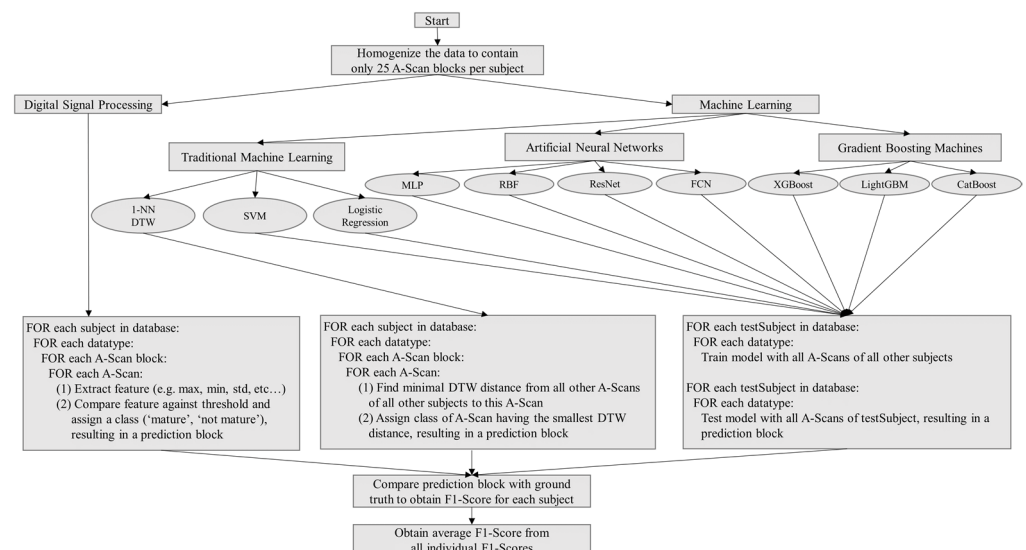 Start
Homogenize the data to contain
only 25 A-Scan blocks per subject
Digital Signal Processing
Machine Learning
Traditional Machine Learning
Artificial Neural Networks
Gradient Boosting Machines
MLP
RBF
ResNet
FCN
XGBoost
LightGBM
CatBoost
1-NN
DTW
SVM
Logistic
Regression
FOR each subject in database:
FOR each datatype:
FOR each A-Scan block:
FOR each A-Scan:
(1) Extract feature (e.g. max, min, std, etc…)
(2) Compare feature against threshold and
assign a class (‘mature’, ‘not mature’),
resulting in a prediction block
FOR each subject in database:
FOR each datatype:
FOR each A-Scan block:
FOR each A-Scan:
(1) Find minimal DTW distance from all other A-Scans
of all other subjects to this A-Scan
(2) Assign class of A-Scan having the smallest DTW
distance, resulting in a prediction block
FOR each testSubject in database:
FOR each datatype:
Train model with all A-Scans of all other subjects
FOR each testSubject in database:
FOR each datatype:
Test model with all A-Scans of testSubject, resulting in a
prediction block
Compare prediction block with ground
truth to obtain F1-Score for each subject
Obtain average F1-Score from
all individual F1-Scores